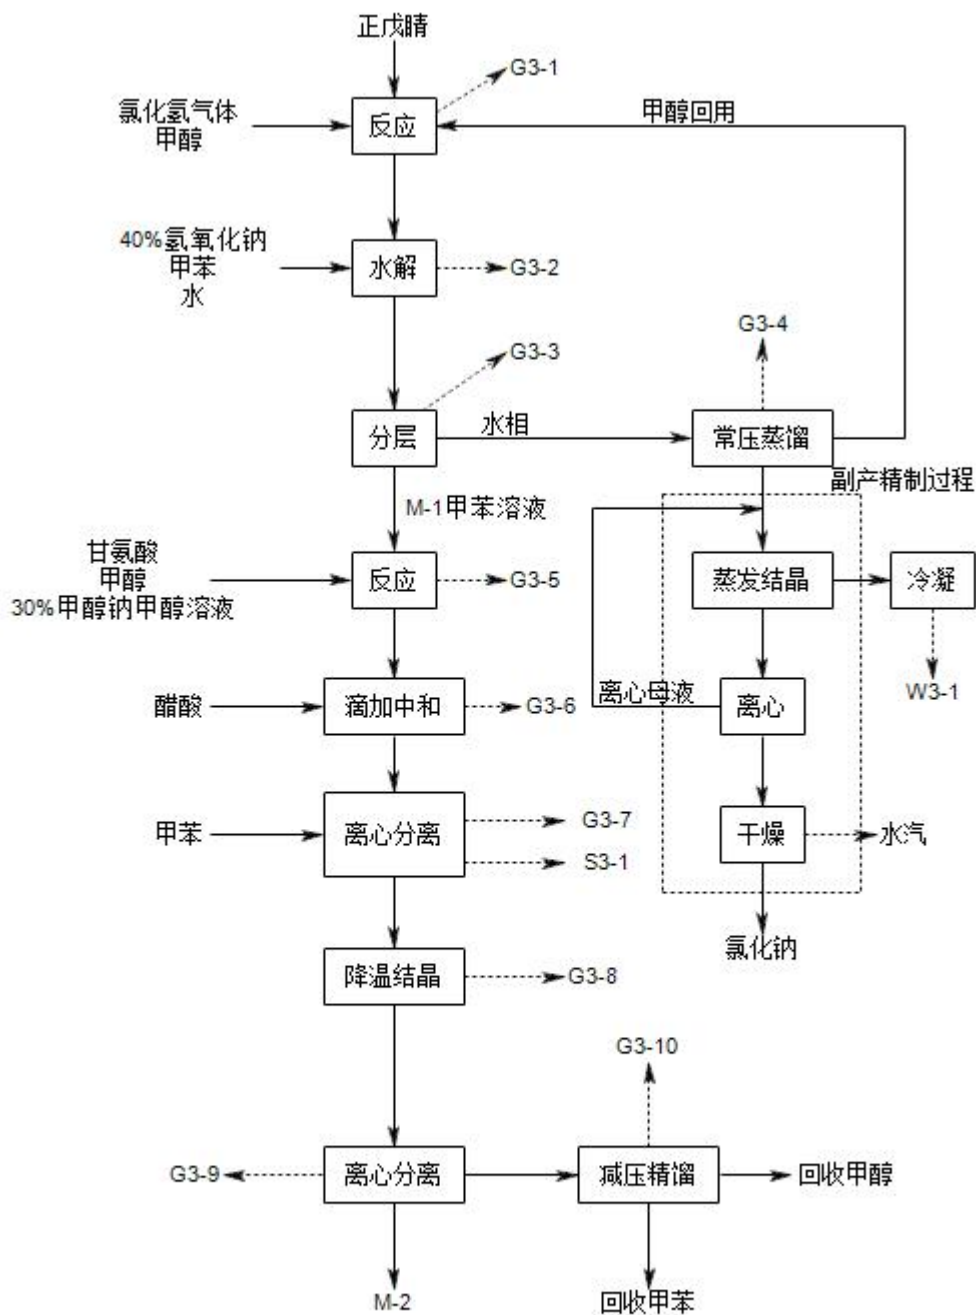 正戊睛
G3-1
氯化氢气体
甲醇
反应
甲醇回用
40%氢氧化钠
甲苯
水
水解
G3-2
G3-3
G3-4
分层
水相
常压蒸馏
副产精制过程
M-1甲苯溶液
甘氨酸
甲醇
30%甲醇钠甲醇溶液
反应
G3-5
蒸发结晶
冷凝
醋酸
滴加中和
G3-6
离心母液
离心
W3-1
甲苯
离心分离
G3-7
S3-1
干燥
水汽
氯化钠
降温结晶
G3-8
G3-10
G3-9
离心分离
减压精馏
回收甲醇
M-2
回收甲苯